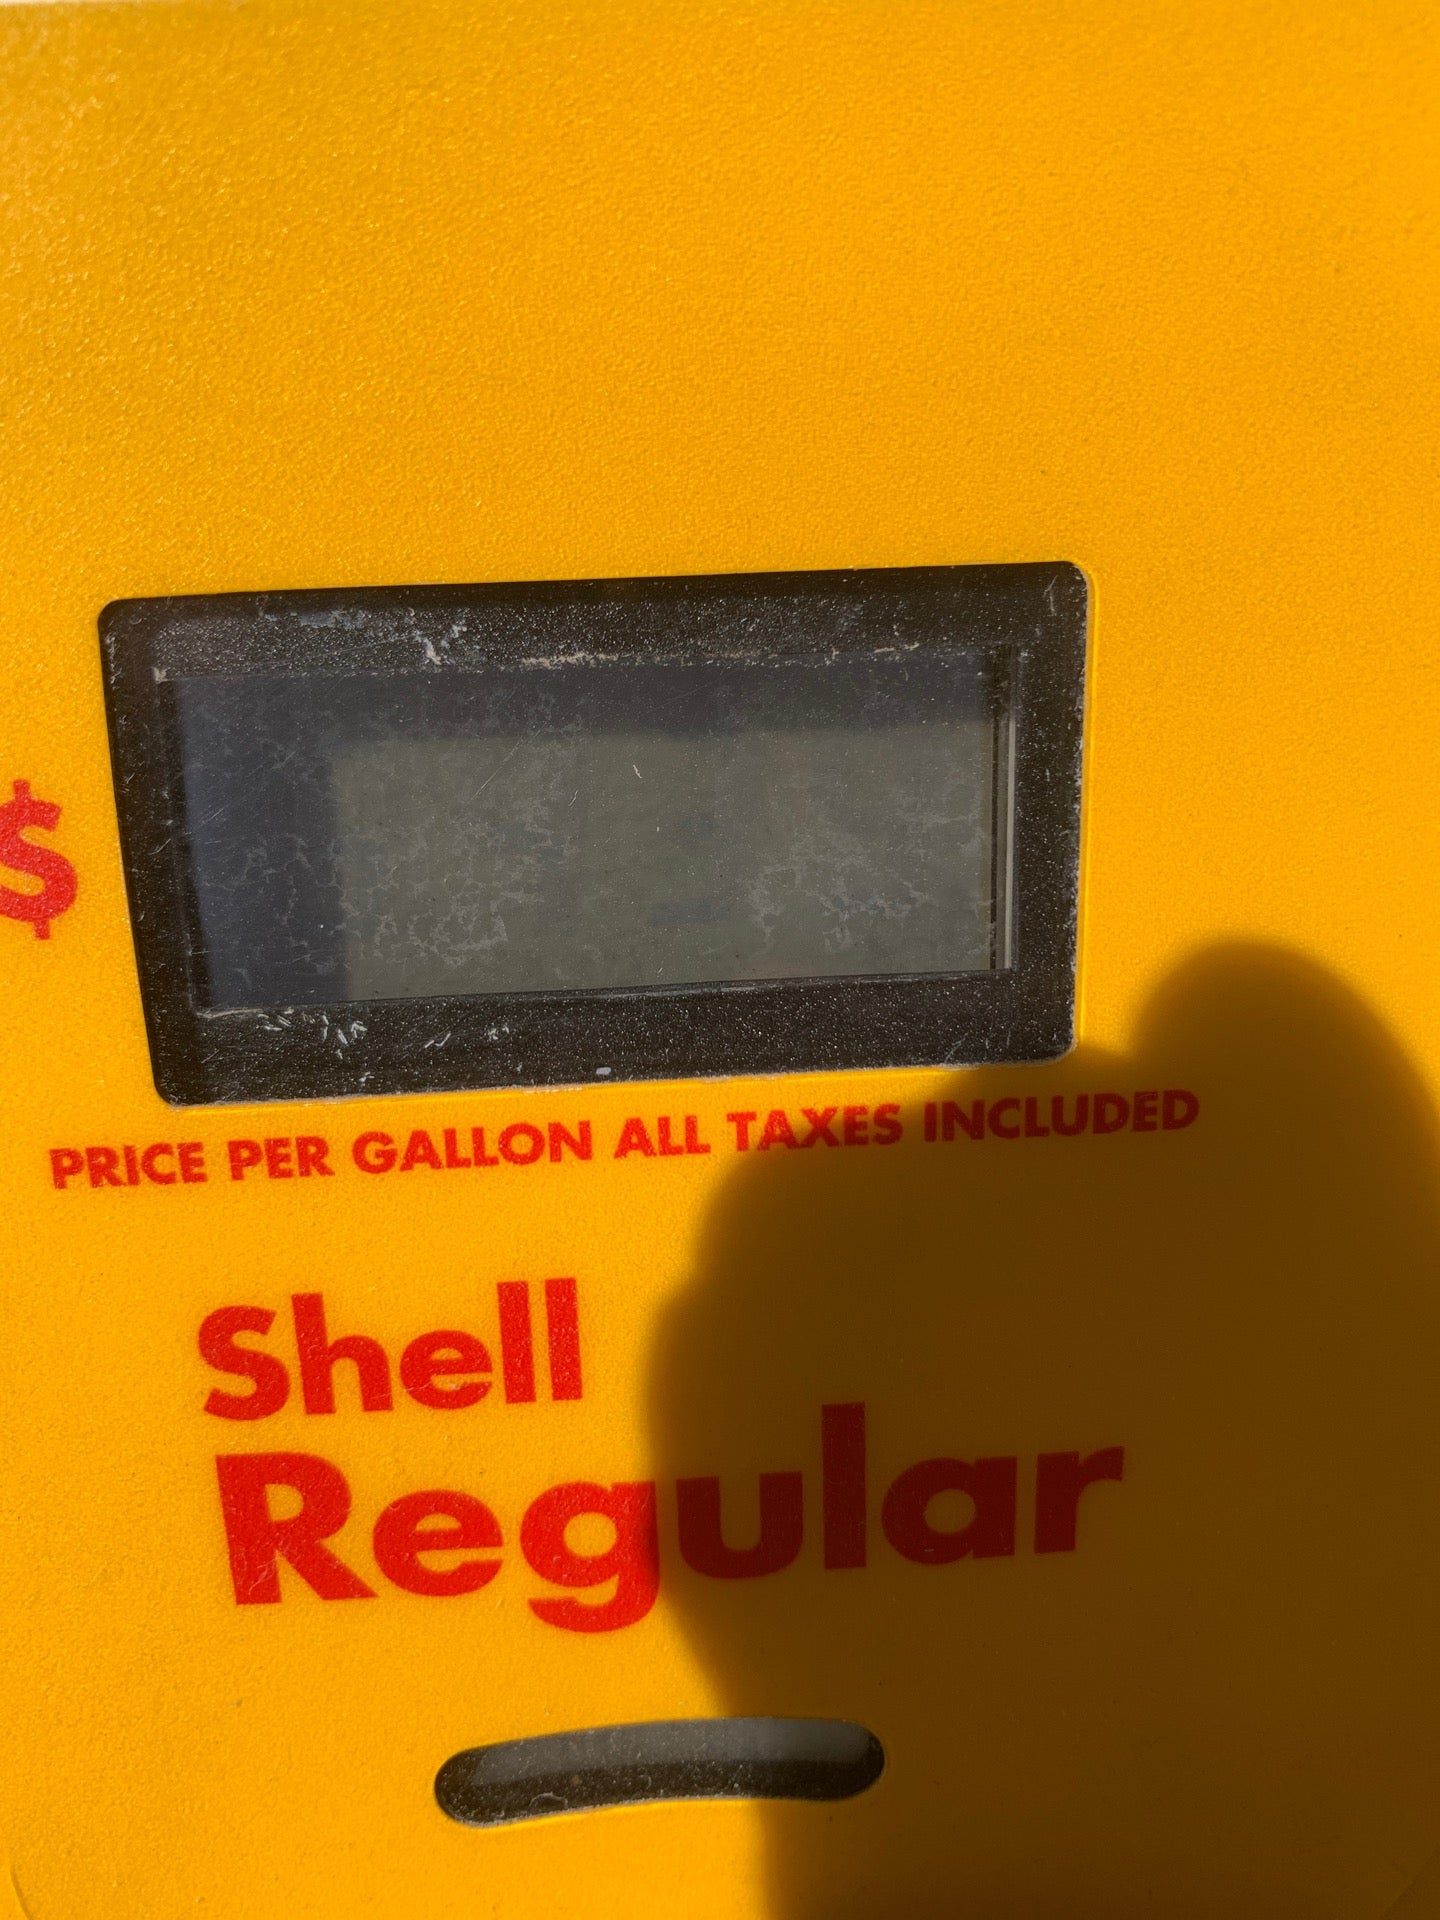 $
PRICE PER GALLON ALL TAXES INCLUDED
Shell
Regular